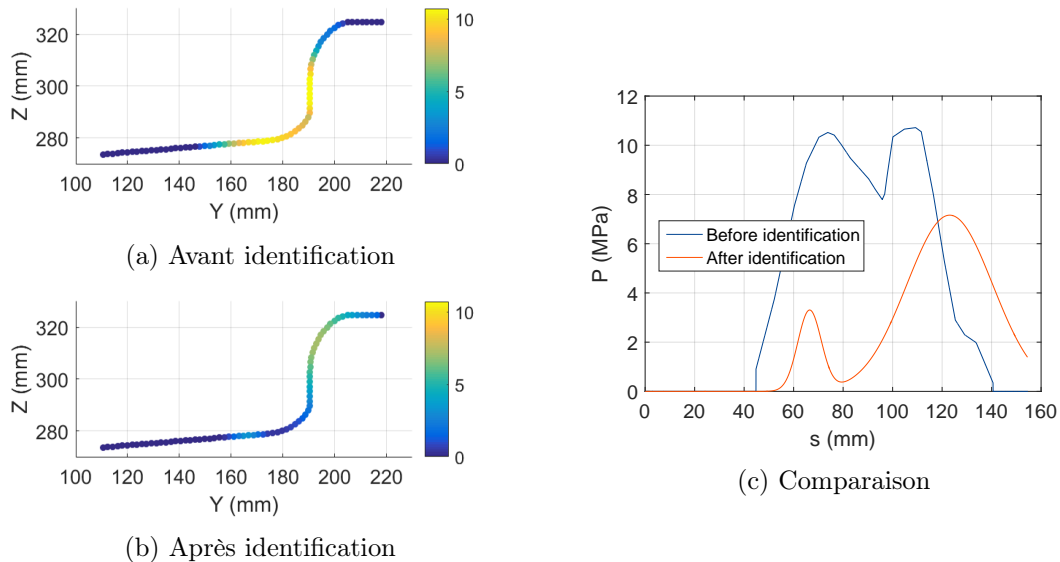 10
5
0
320
300
280
Z (mm)
100 120 140 160 180 200 220
Y (mm)
(a) Avant identification
10
5
0
320
300
280
Z (mm)
100 120 140 160 180 200 220
Y (mm)
(b) Après identification
12
10
8
6
4
2
0
P (MPa)
Before identification
After identification
0 20 40 60 80 100 120 140 160
s (mm)
(c) Comparaison